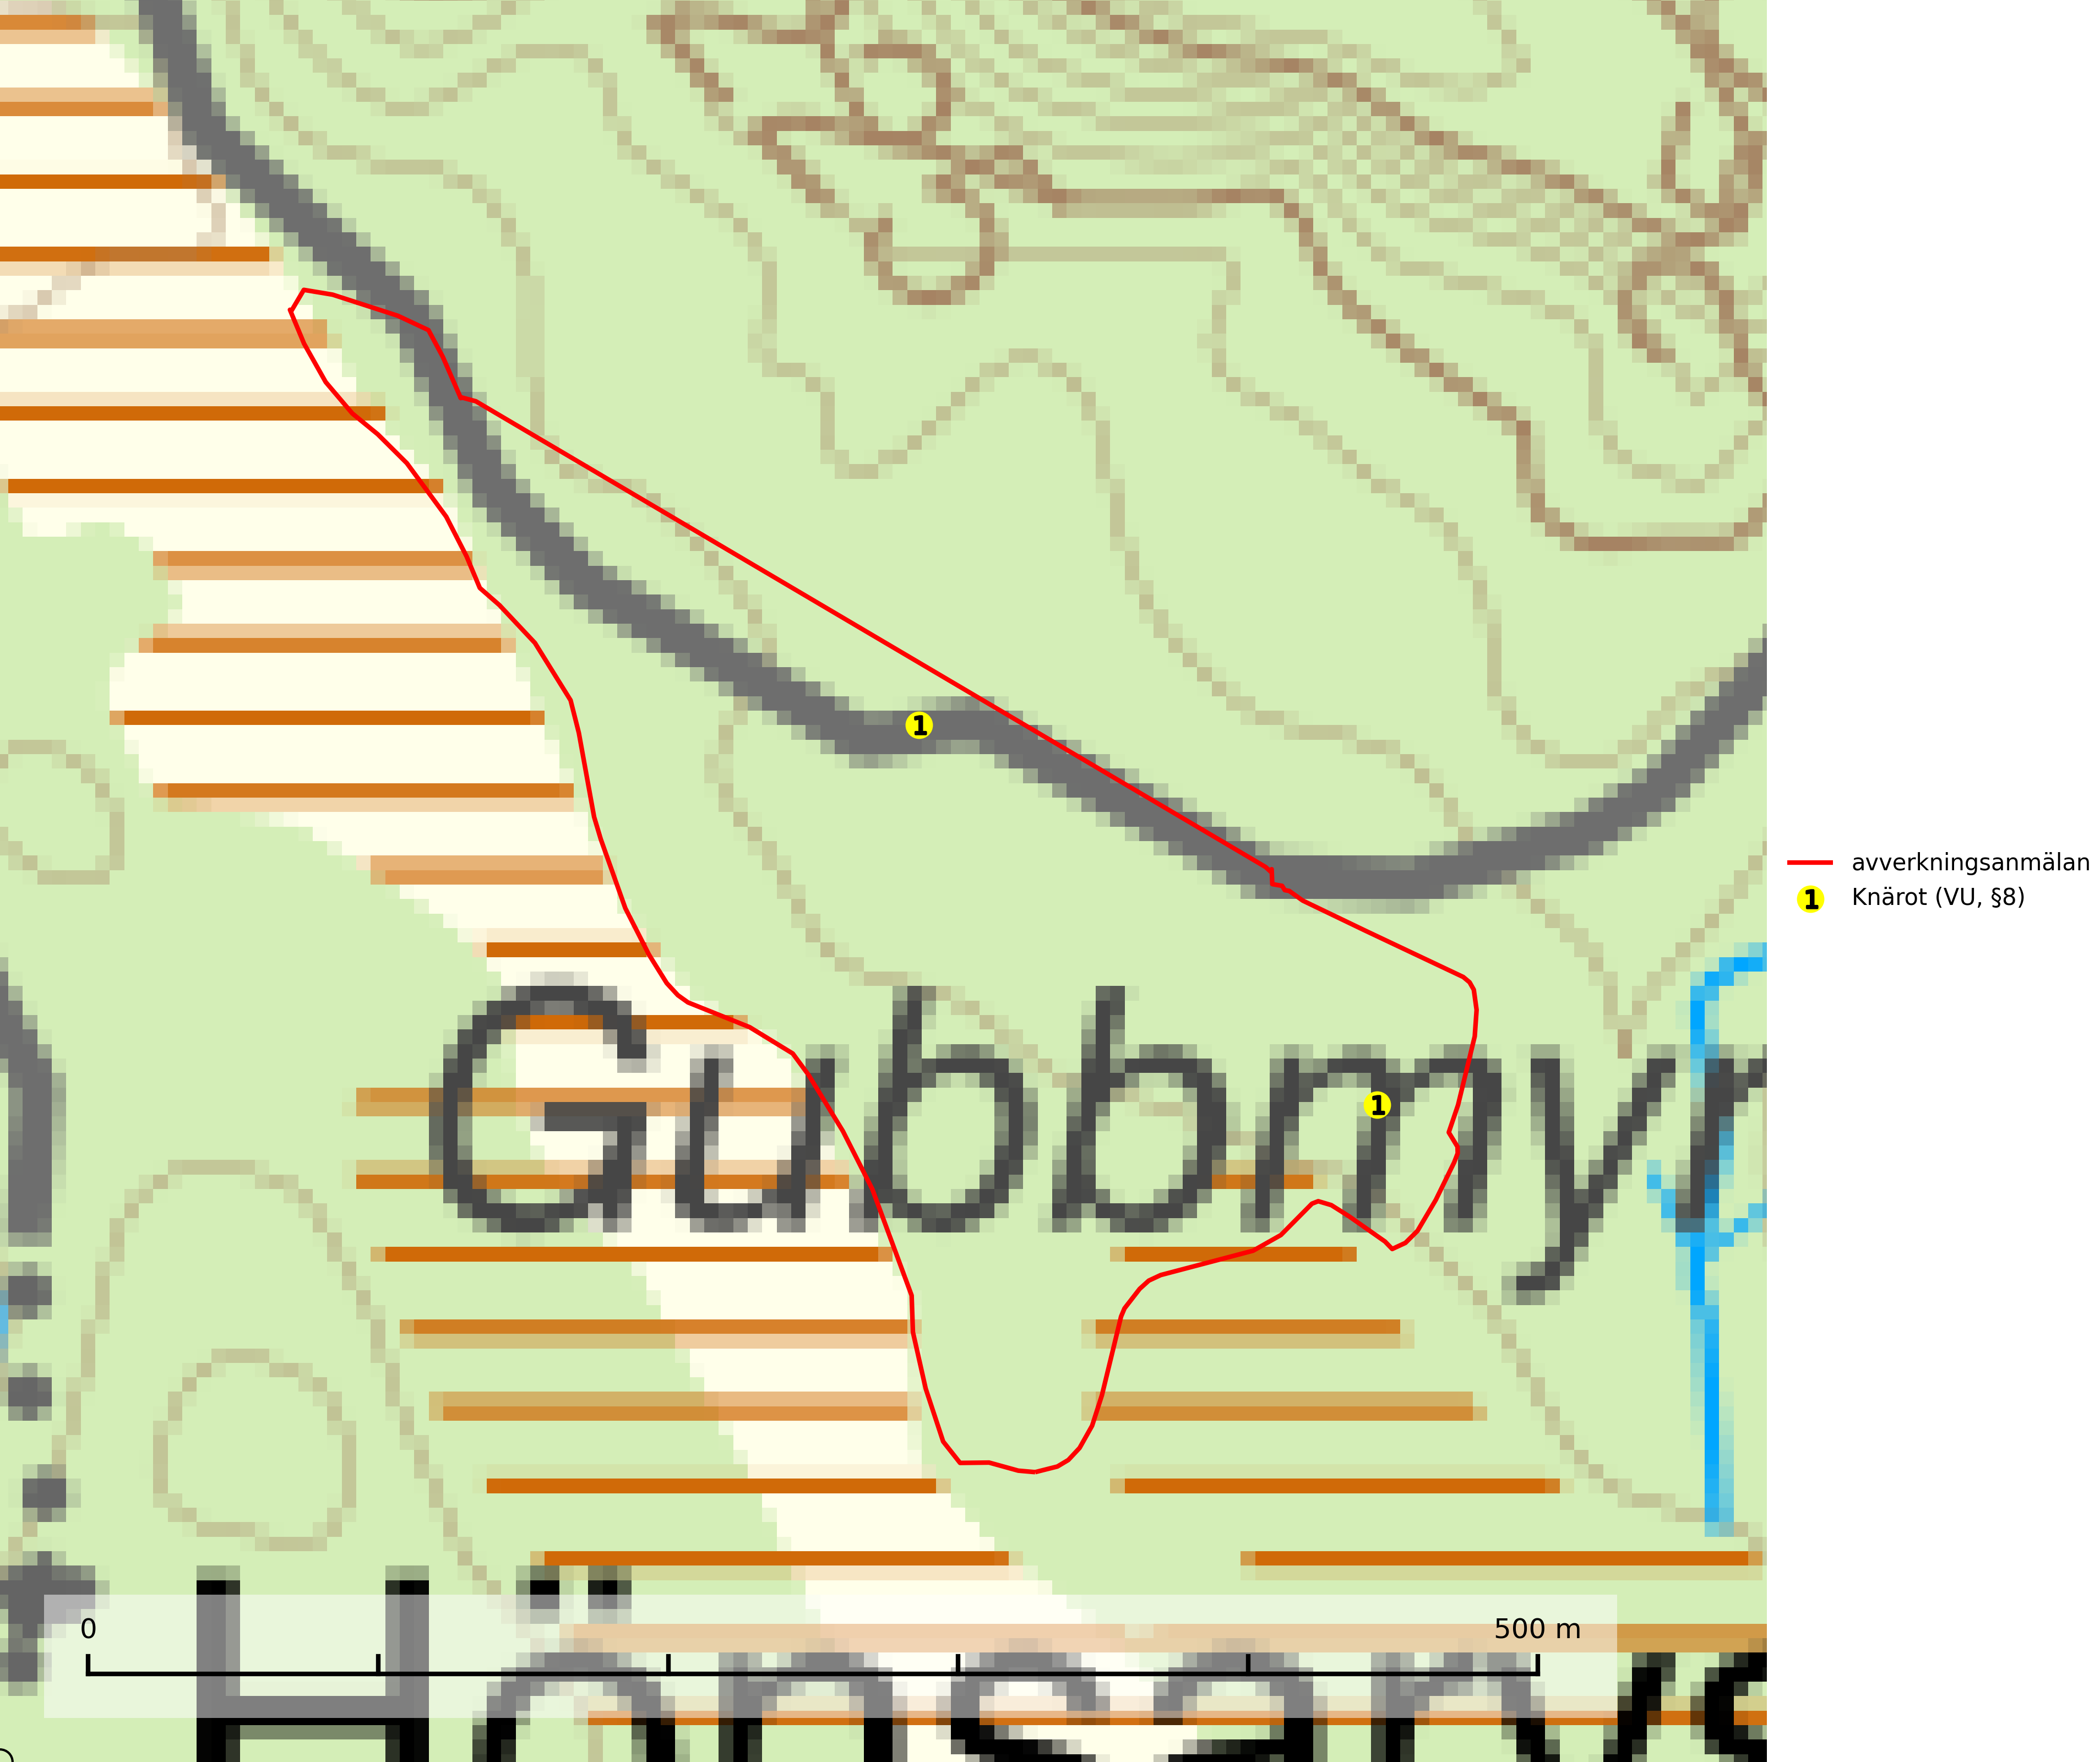 1
Gubbmyr
1
avverkningsanmälan
1 Knärot (VU, §8)
0 500 m